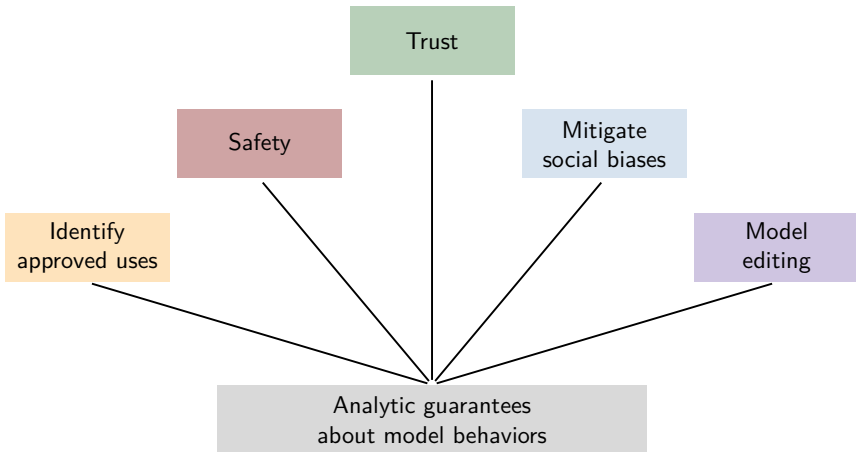 Trust
Safety
Mitigate
social biases
Identify
approved uses
Model
editing
Analytic guarantees
about model behaviors